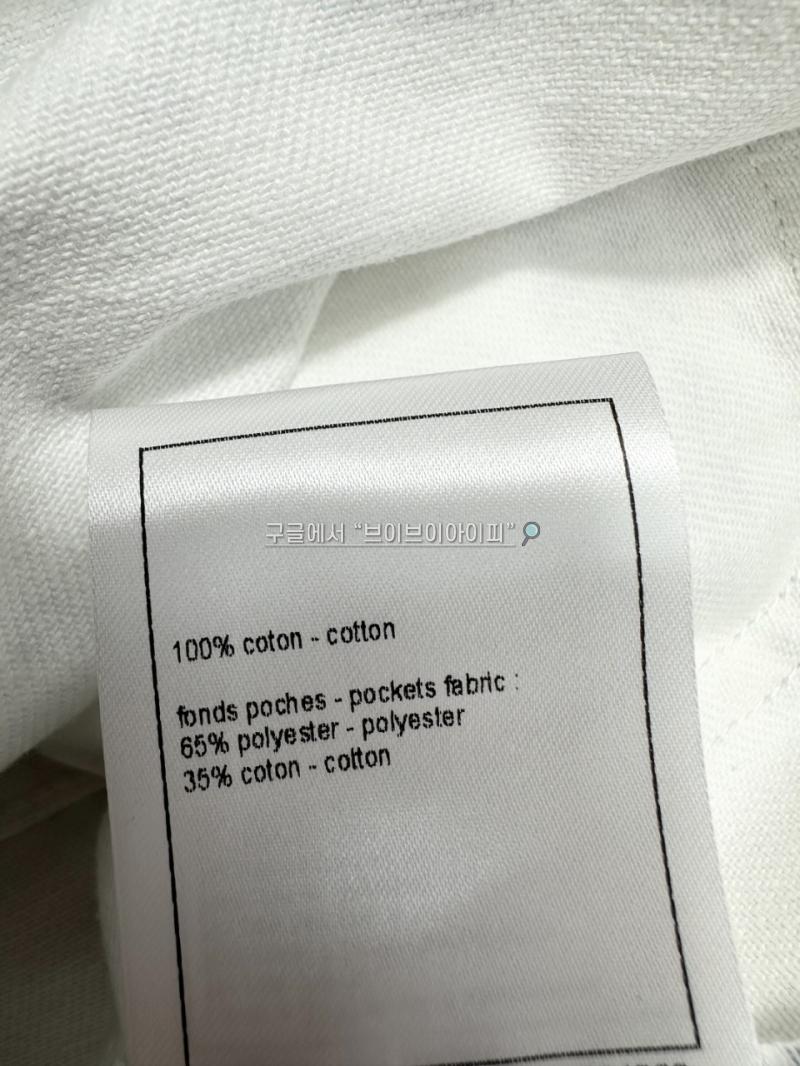 구글에서 “브이브이아이피”
100% coton - cotton
fonds poches - pockets fabric :
65% polyester - polyester
35% coton - cotton